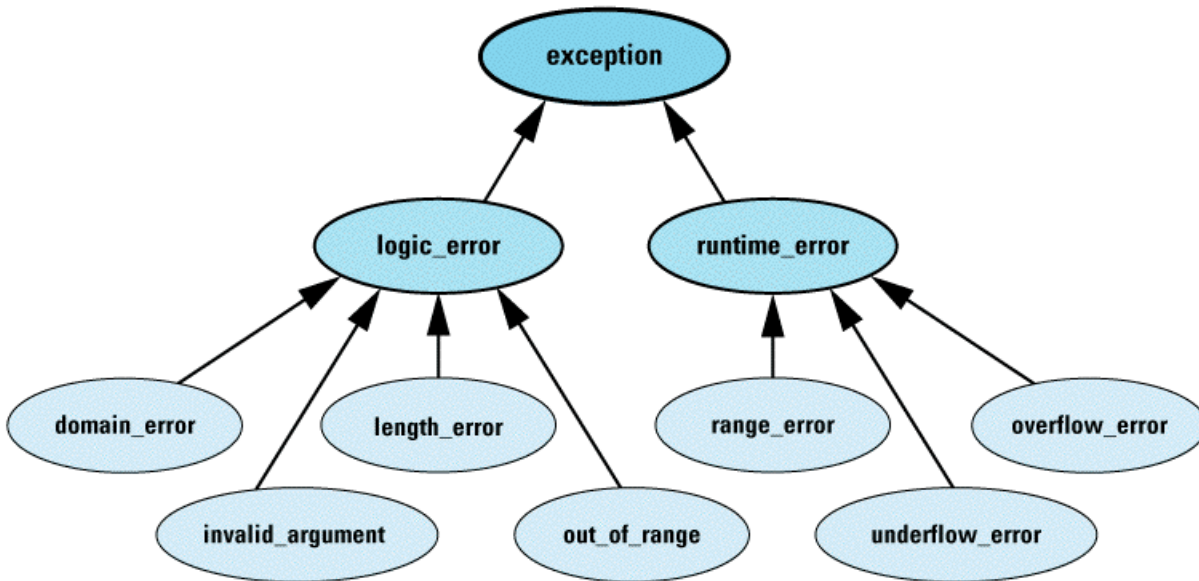 exception
logic_error
runtime_error
domain_error
length_error
range_error
overflow_error
invalid_argument
out_of_range
underflow_error